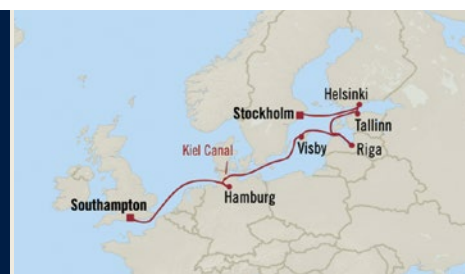 Helsinki
Stockholm
Tallinn
Kiel Canal
Visby
Riga
Hamburg
Southampton